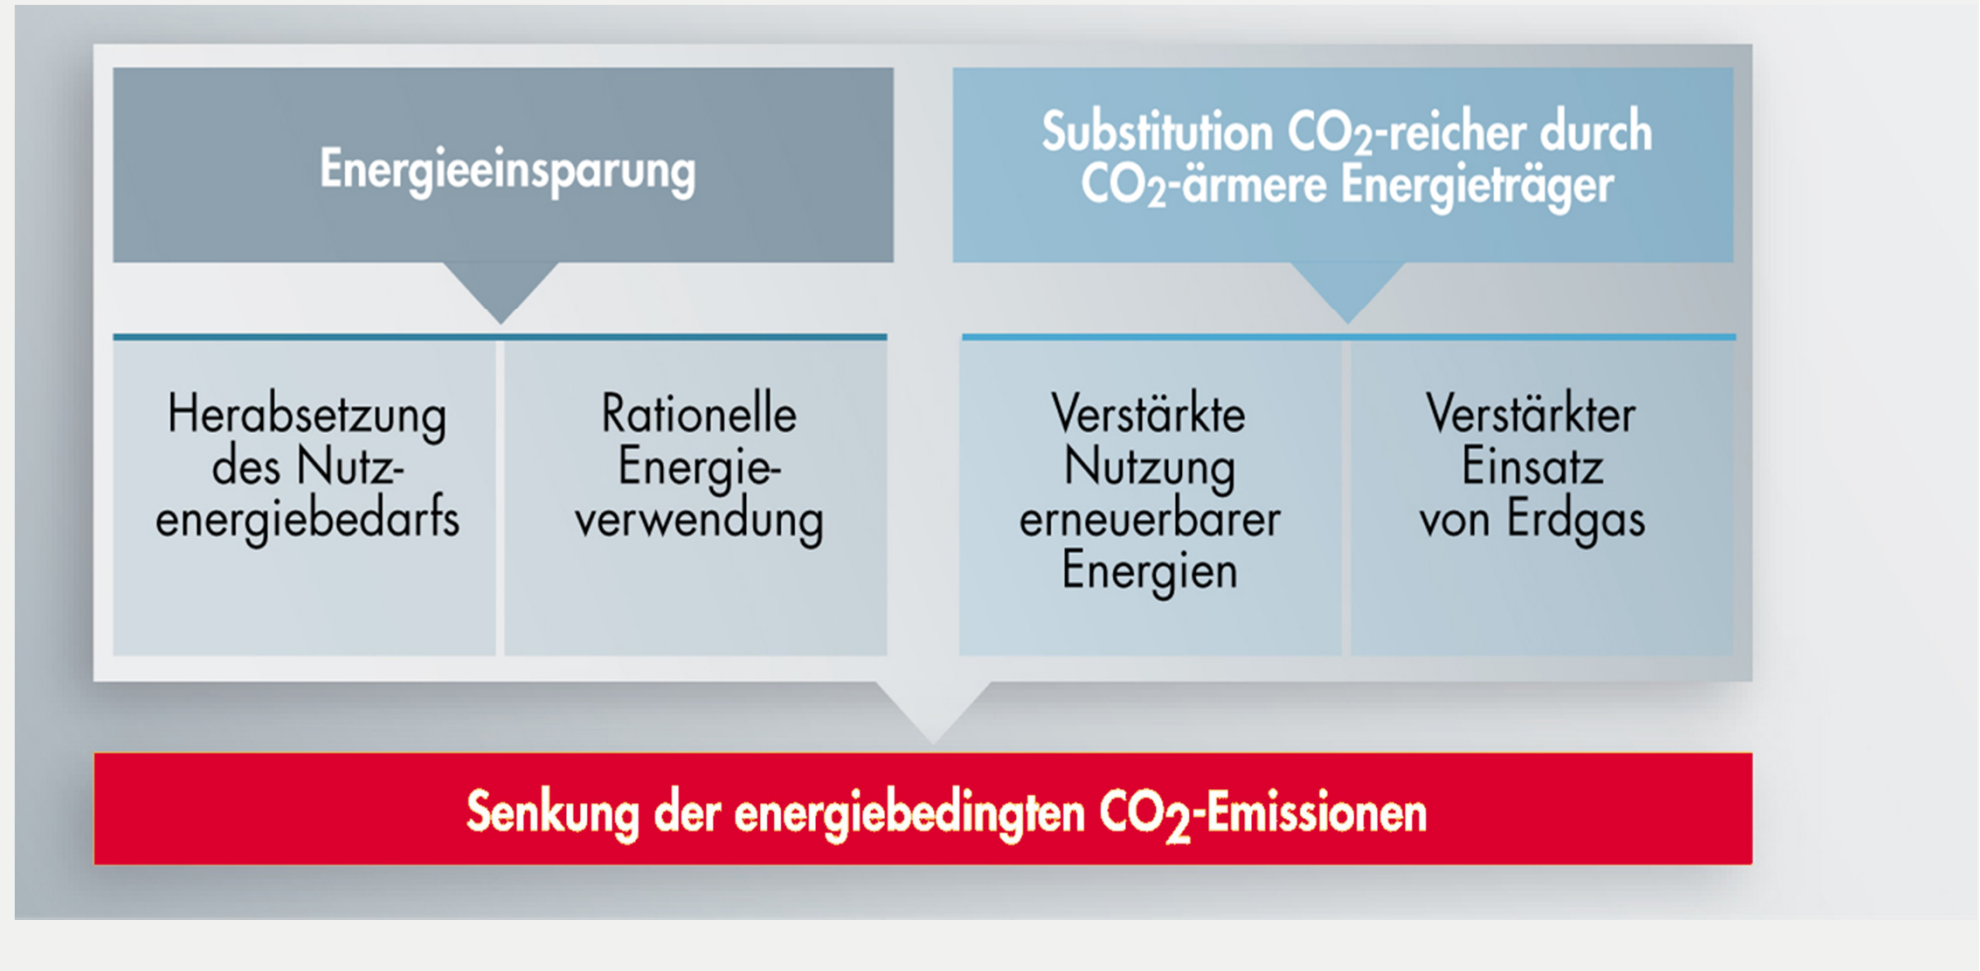 Energieeinsparung
Substitution CO2-reicher durch
CO2-ärmere Energieträger
Herabsetzung
des Nutz-
energiebedarfs
Rationelle
Energie-
verwendung
Verstärkte
Nutzung
erneuerbarer
Energien
Verstärkter
Einsatz
von Erdgas
Senkung der energiebedingten CO2-Emissionen